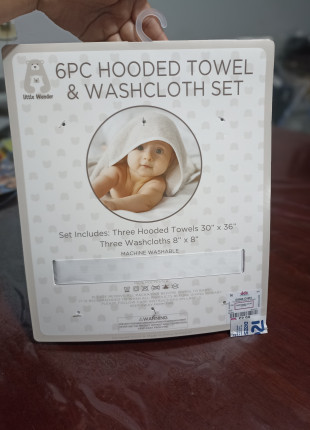 Little Wonder
6PC HOODED TOWEL
& WASHCLOTH SET
Set Includes: Three Hooded Towels 30" x 36"
Three Washcloths 8" x 8"
MACHINE WASHABLE
WARNING